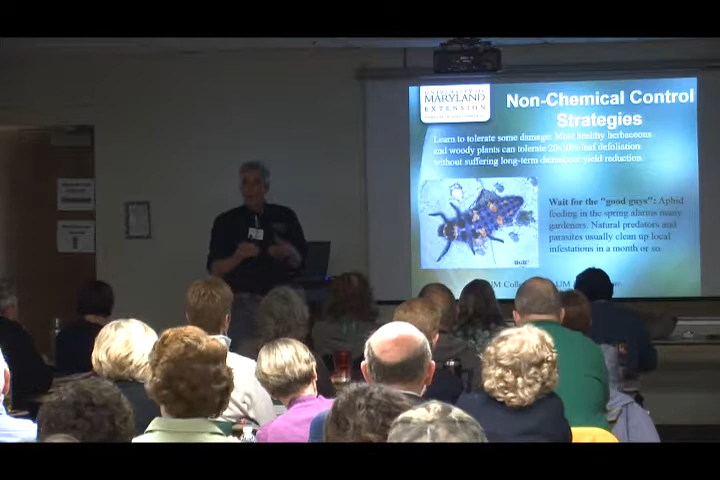 UNIVERSITY OF
MARYLAND
EXTENSION
Non-Chemical Control
Strategies
Learn to tolerate some damage: Most healthy herbaceous
and woody plants can tolerate 20-30% leaf defoliation
without suffering long-term damage or yield reduction.
Wait for the "good guys": Aphid
feeding in the spring alarms many
gardeners. Natural predators and
parasites usually clean up local
infestations in a month or so.
HGIC